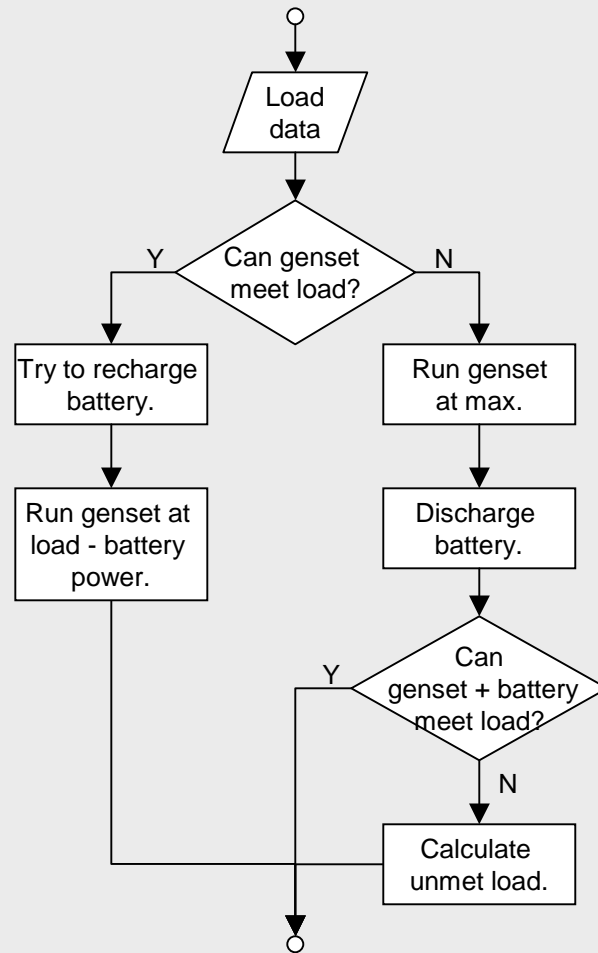 Load
data
Can genset
meet load?
Y
N
Try to recharge
battery.
Run genset
at max.
Run genset at
load - battery
power.
Discharge
battery.
Can
genset + battery
meet load?
Y
N
Calculate
unmet load.